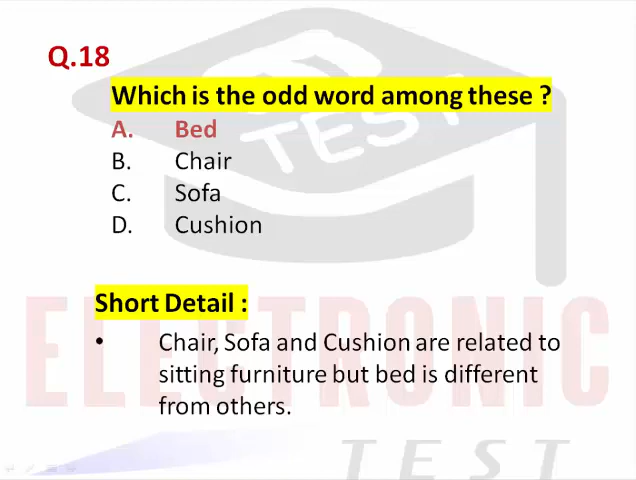 Q.18
Which is the odd word among these ?
A. Bed
B. Chair
C. Sofa
D. Cushion
Short Detail :
• Chair, Sofa and Cushion are related to
sitting furniture but bed is different
from others.
TEST
ELECTRONIC
TEST